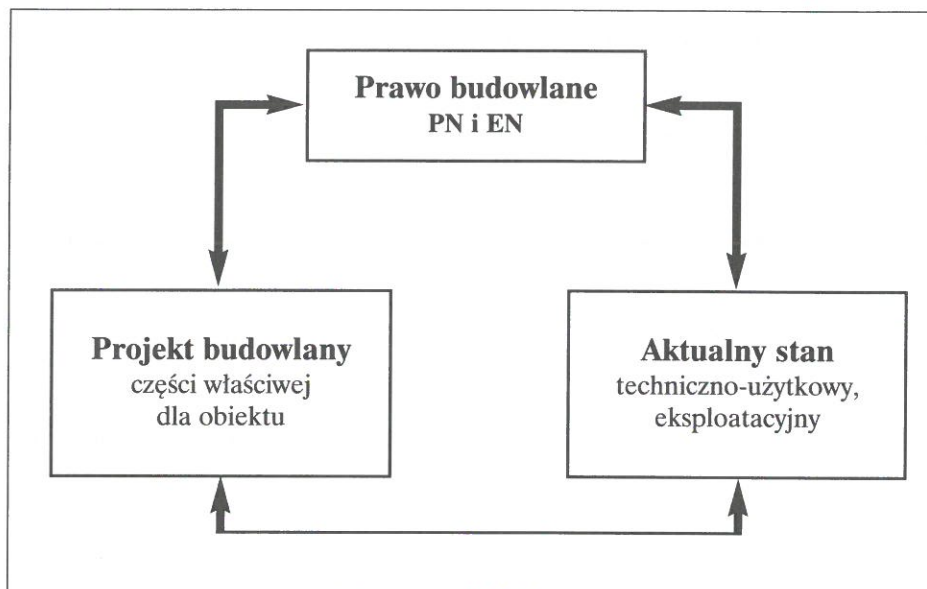 Prawo budowlane
PN i EN
Projekt budowlany
części właściwej
dla obiektu
Aktualny stan
techniczno-użytkowy,
eksploatacyjny